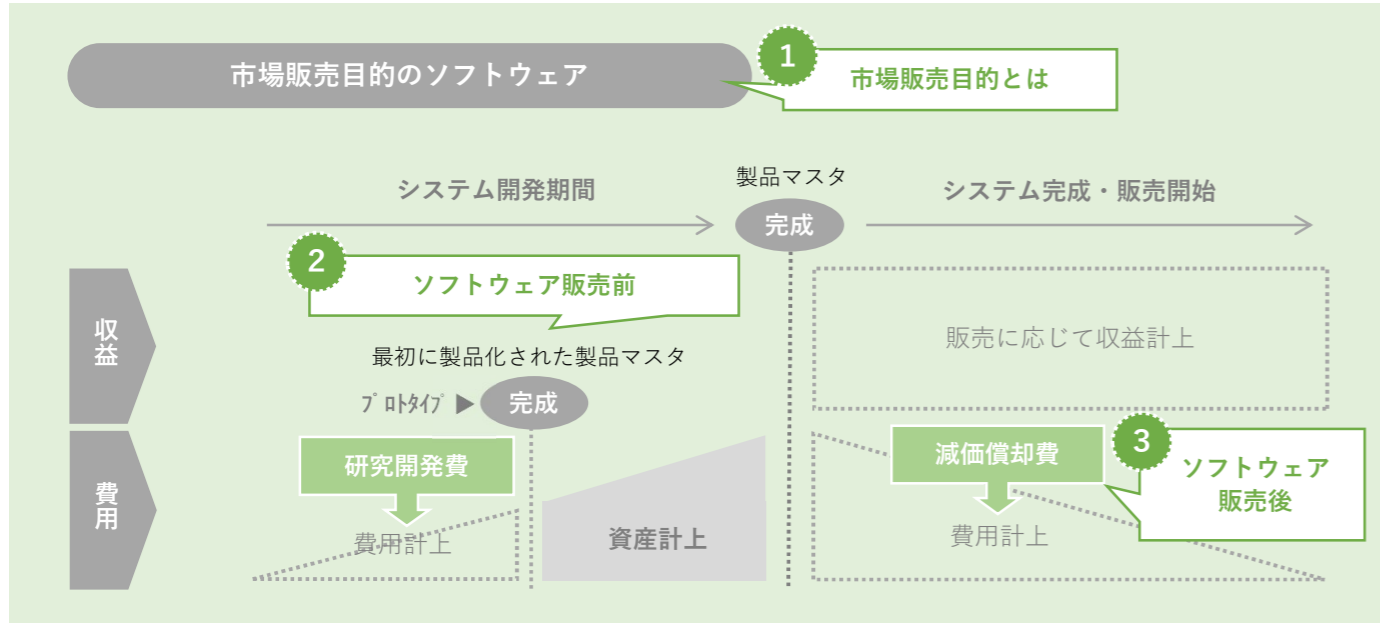 市場販売目的のソフトウェア
1
市場販売目的とは
システム開発期間
製品マスタ
完成
システム完成・販売開始
2
ソフトウェア販売前
収益
販売に応じて収益計上
最初に製品化された製品マスタ
ﾌﾟﾛﾄﾀｲﾌﾟ ▶
完成
費用
研究開発費
費用計上
資産計上
減価償却費
費用計上
3
ソフトウェア
販売後